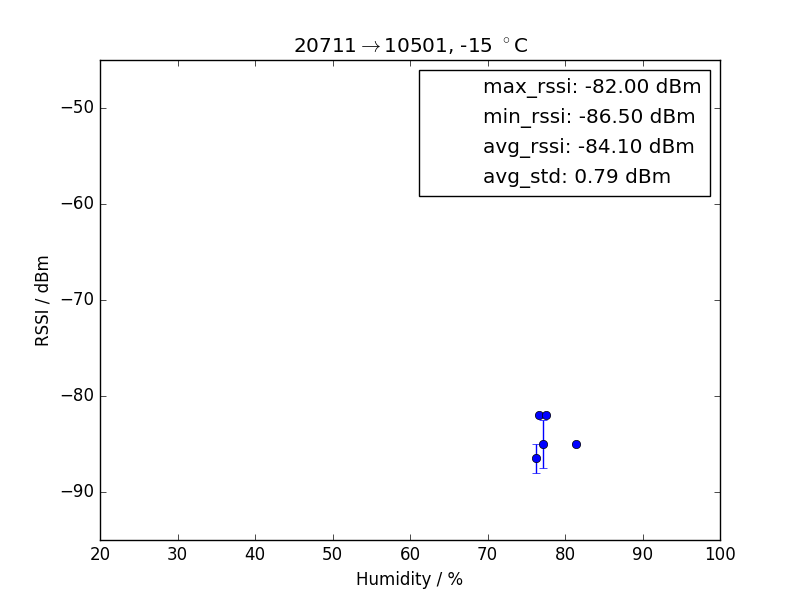 20711→10501, -15 °C
max_rssi: -82.00 dBm
min_rssi: -86.50 dBm
avg_rssi: -84.10 dBm
avg_std: 0.79 dBm
−50
−60
−70
−80
−90
RSSI / dBm
20 30 40 50 60 70 80 90 100
Humidity / %